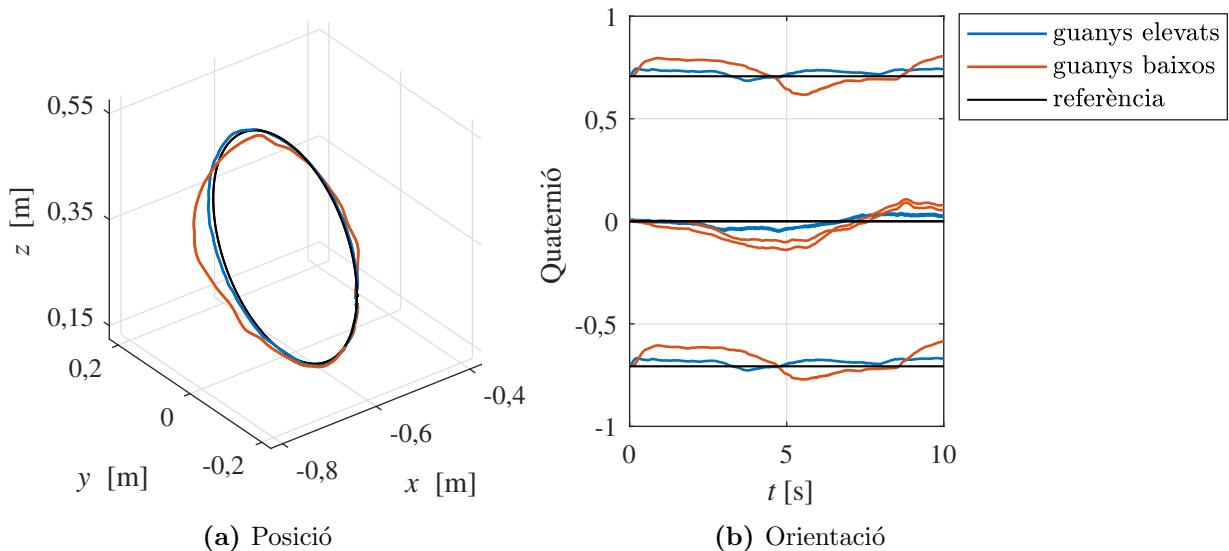 0,55
0,35
0,15
z [m]
0,2
0
-0,2
y [m]
-0,8
-0,6
-0,4
x [m]
(a) Posició
1
0,5
0
-0,5
-1
Quaternió
0
5
10
t [s]
(b) Orientació
guanys elevats
guanys baixos
referència